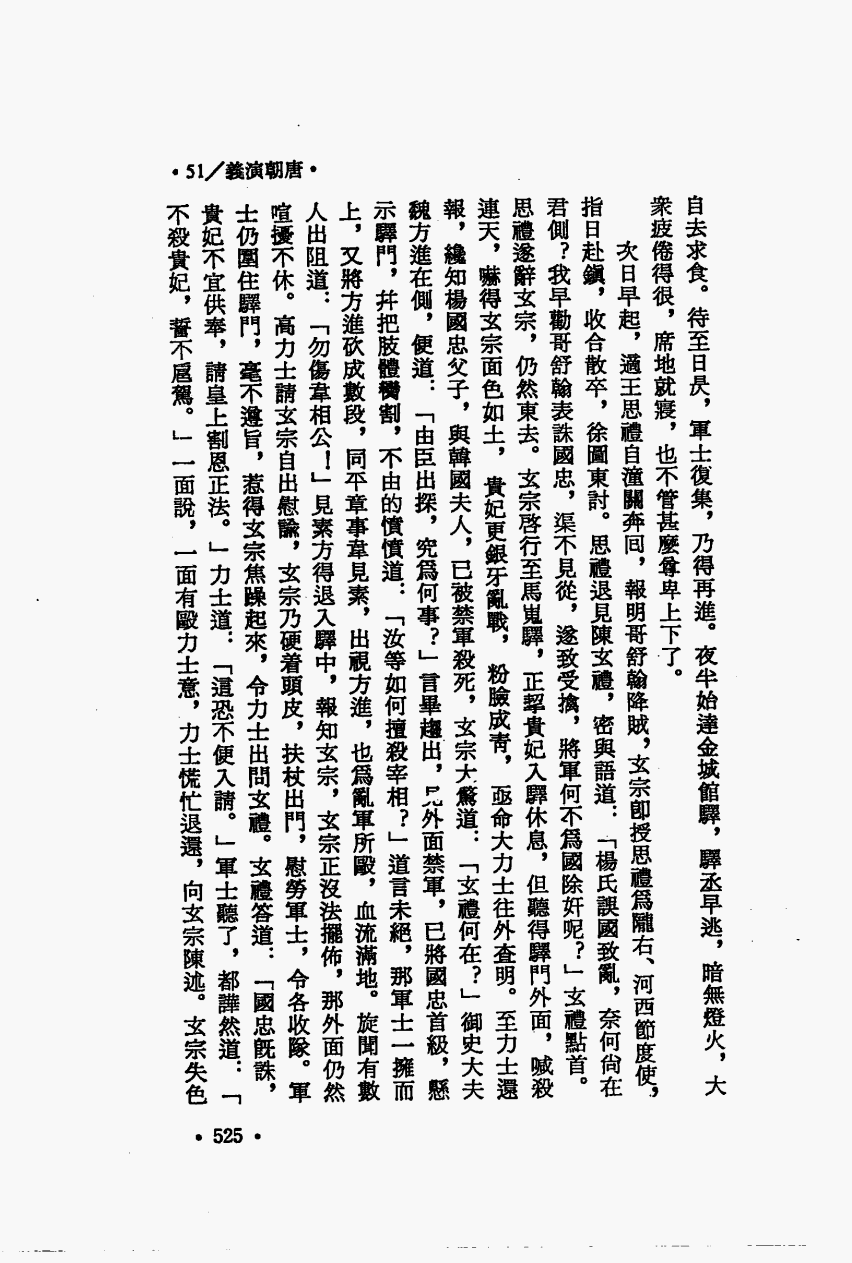 •51／義演朝唐•
自去求食。待至日昃，軍士復集，乃得再進。夜半始達金城館驛，驛丞早逃，暗無燈火，大
衆疲倦得很，席地就寢，也不管甚麼尊卑上下了。
次日早起，適王思禮自潼關奔回，報明哥舒翰降賊，玄宗卽授思禮爲隴右、河西節度使，
指日赴鎭，收合散卒，徐圖東討。思禮退見陳玄禮，密與語道：「楊氏誤國致亂，奈何尙在
君側？我早勸哥舒翰表誅國忠，渠不見從，遂致受擒，將軍何不爲國除奸呢？」玄禮點首。
思禮遂辭玄宗，仍然東去。玄宗啓行至馬嵬驛，正挈貴妃入驛休息，但聽得驛門外面，喊殺
連天，嚇得玄宗面色如土，貴妃更銀牙亂戰，粉臉成靑，亟命大力士往外查明。至力士還
報，纔知楊國忠父子，與韓國夫人，已被禁軍殺死，玄宗大驚道：「玄禮何在？」御史大夫
魏方進在側，便道：「由臣出探，究爲何事？」言畢趨出，見外面禁軍，已將國忠首級，懸
示驛門，幷把肢體臠割，不由的憤憤道：「汝等如何擅殺宰相？」道言未絕，那軍士一擁而
上，又將方進砍成數段，同平章事韋見素，出視方進，也爲亂軍所毆，血流滿地。旋聞有數
人出阻道：「勿傷韋相公！」見素方得退入驛中，報知玄宗，玄宗正沒法擺佈，那外面仍然
喧擾不休。高力士請玄宗自出慰諭，玄宗乃硬着頭皮，扶杖出門，慰勞軍士，令各收隊。軍
士仍圍住驛門，毫不遵旨，惹得玄宗焦躁起來，令力士出問玄禮。玄禮答道：「國忠旣誅，
貴妃不宜供奉，請皇上割恩正法。」力士道：「這恐不便入請。」軍士聽了，都譁然道：「
不殺貴妃，誓不扈駕。」一面說，一面有毆力士意，力士慌忙退還，向玄宗陳述。玄宗失色
•525•